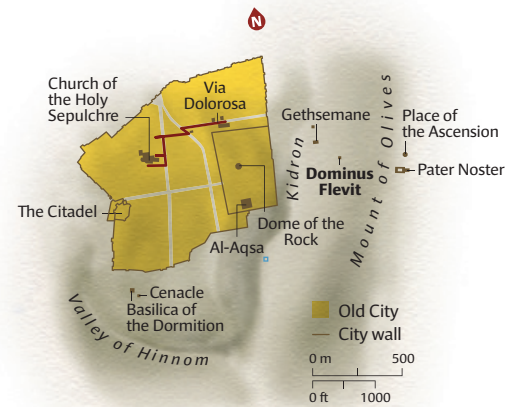 N
Church of
the Holy
Sepulchre
Via
Dolorosa
Gethsemane
Place of
the Ascension
Dominus
Flevit
Pater Noster
Kidron
Mount of Olives
The Citadel
Dome of the
Rock
Al-Aqsa
Cenacle
Basilica of
the Dormition
Valley of Hinnom
Old City
City wall
0 m 500
0 ft 1000